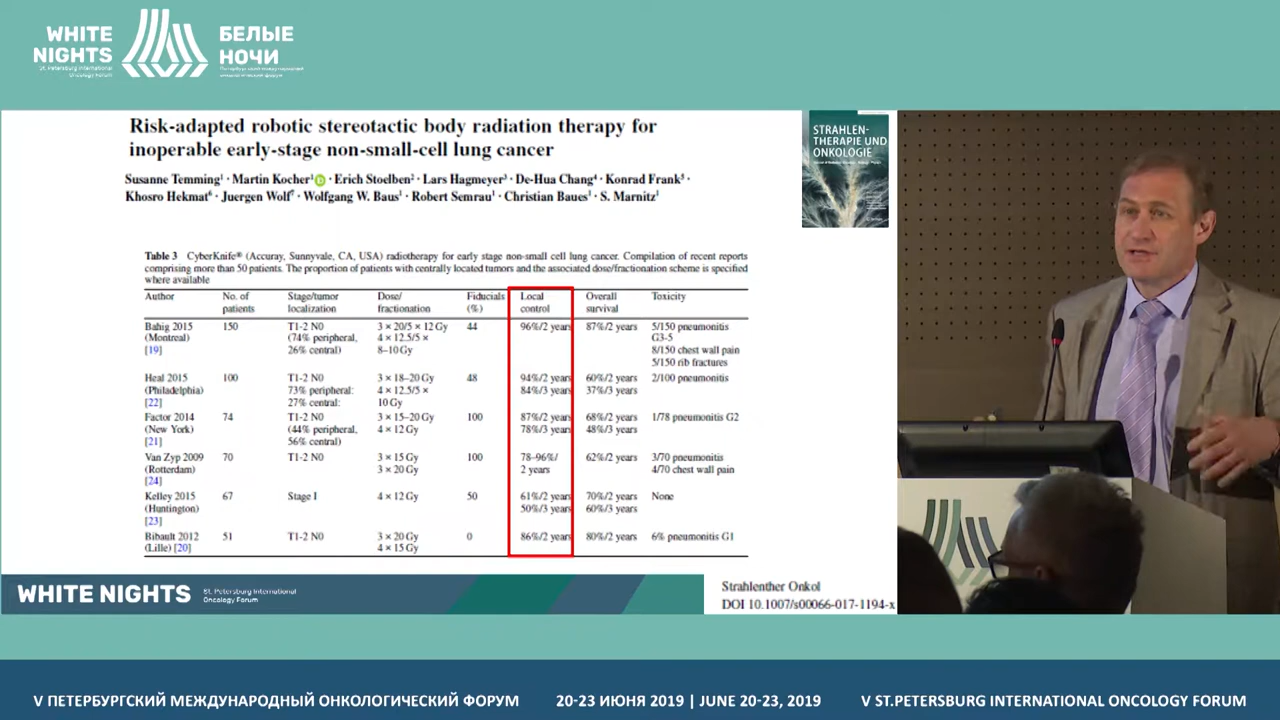 WHITE
NIGHTS
St. Petersburg International
Oncology Forum
БЕЛЫЕ
НОЧИ
Петербургский международный
онкологический форум
Risk-adapted robotic stereotactic body radiation therapy for
inoperable early-stage non-small-cell lung cancer
Susanne Temming¹ · Martin Kocher¹ · Erich Stoelben² · Lars Hagmeyer³ · De-Hua Chang⁴ · Konrad Frank⁵ ·
Khosro Hekmat⁶ · Juergen Wolf⁷ · Wolfgang W. Baus¹ · Robert Semrau¹ · Christian Baues¹ · S. Marnitz¹
STRAHLEN-
THERAPIE UND
ONKOLOGIE
Table 3 CyberKnife® (Accuray, Sunnyvale, CA, USA) radiotherapy for early stage non-small cell lung cancer. Compilation of recent reports
comprising more than 50 patients. The proportion of patients with centrally located tumors and the associated dose/fractionation scheme is specified
where available
Author No. of Stage/tumor Dose/ Fiducials Local Overall Toxicity
patients localization fractionation (%) control survival
Bahig 2015 150 T1-2 N0 3 × 20/5 × 12 Gy 44 96%/2 years 87%/2 years 5/150 pneumonitis
(Montreal) (74% peripheral, 4 × 12.5/5 × G3-5
[19] 26% central) 8–10 Gy 8/150 chest wall pain
5/150 rib fractures
Heal 2015 100 T1-2 N0 3 × 18–20 Gy 48 94%/2 years 60%/2 years 2/100 pneumonitis
(Philadelphia) 73% peripheral; 4 × 12.5/5 × 84%/3 years 37%/3 years
[22] 27% central: 10 Gy
Factor 2014 74 T1-2 N0 3 × 15–20 Gy 100 87%/2 years 68%/2 years 1/78 pneumonitis G2
(New York) (44% peripheral, 4 × 12 Gy 78%/3 years 48%/3 years
[21] 56% central)
Van Zyp 2009 70 T1-2 N0 3 × 15 Gy 100 78–96%/ 62%/2 years 3/70 pneumonitis
(Rotterdam) 3 × 20 Gy 2 years 4/70 chest wall pain
[24]
Kelley 2015 67 Stage I 4 × 12 Gy 50 61%/2 years 70%/2 years None
(Huntington) 50%/3 years 60%/3 years
[23]
Bibault 2012 51 T1-2 N0 3 × 20 Gy 0 86%/2 years 80%/2 years 6% pneumonitis G1
(Lille) [20] 4 × 15 Gy
WHITE NIGHTS
St. Petersburg International
Oncology Forum
Strahlenther Onkol
DOI 10.1007/s00066-017-1194-x
V ПЕТЕРБУРГСКИЙ МЕЖДУНАРОДНЫЙ ОНКОЛОГИЧЕСКИЙ ФОРУМ 20-23 ИЮНЯ 2019 | JUNE 20-23, 2019 V ST.PETERSBURG INTERNATIONAL ONCOLOGY FORUM